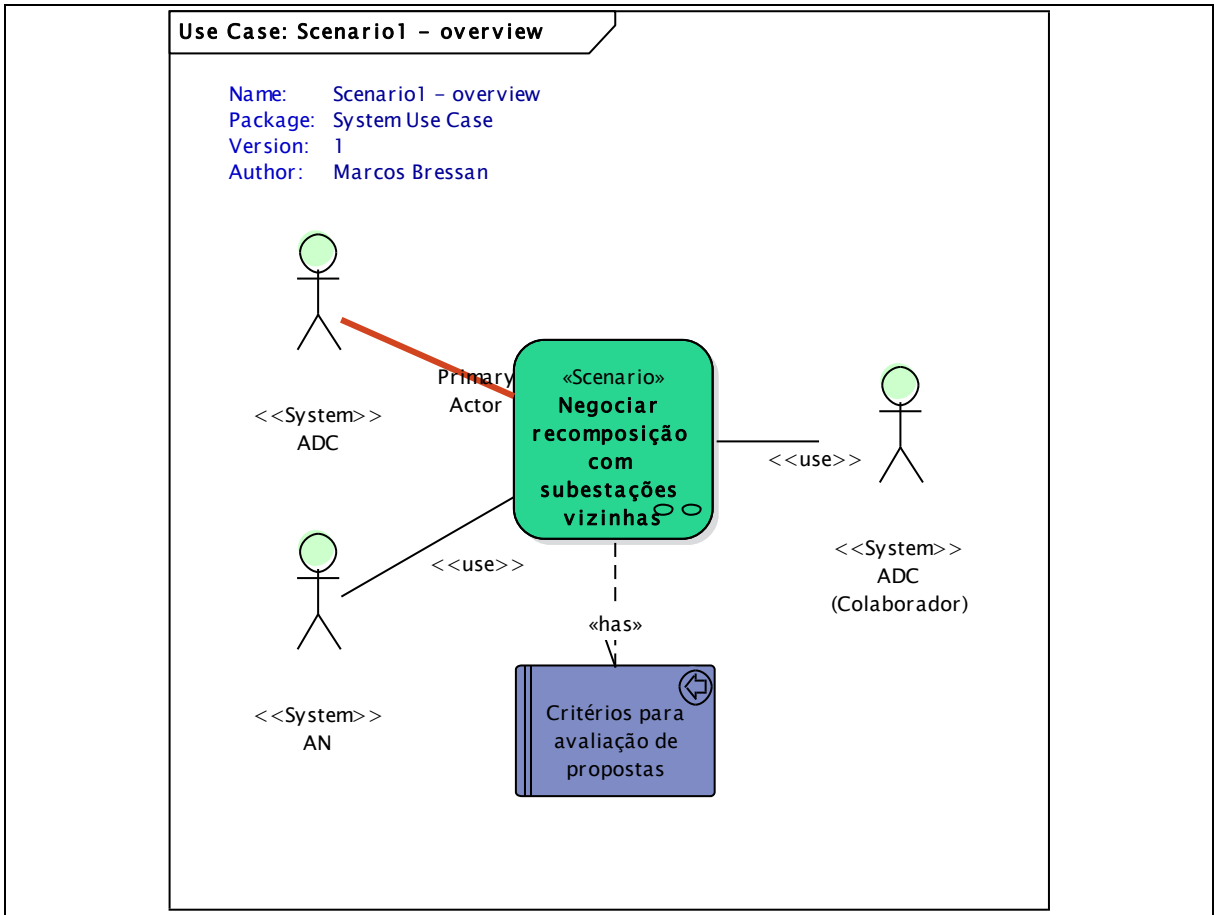 Use Case: Scenario1 - overview
Name: Scenario1 - overview
Package: System Use Case
Version: 1
Author: Marcos Bressan
<<System>>
ADC
Primary
Actor
«Scenario»
Negociar
recomposição
com
subestações
vizinhas
<<use>>
<<System>>
ADC
(Colaborador)
<<use>>
<<System>>
AN
«has»
Critérios para
avaliação de
propostas